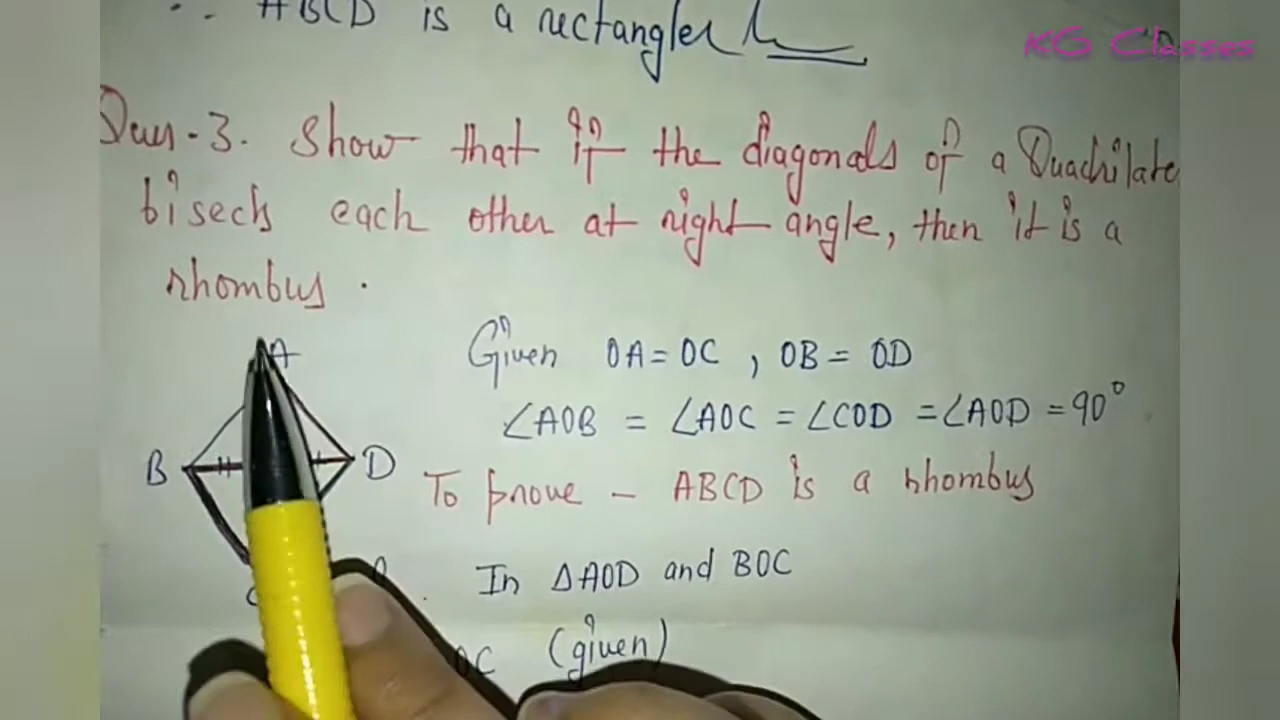 ∴ ABCD is a rectangler
KG Classes
Ques-3. Show that if the diagonals of a Quadrilate
bisects each other at right angle, then it is a
rhombus.
A
Given OA = OC, OB = OD
∠AOB = ∠AOC = ∠COD = ∠AOD = 90°
B D
To prove - ABCD is a rhombus
In ΔAOD and BOC
OC (given)